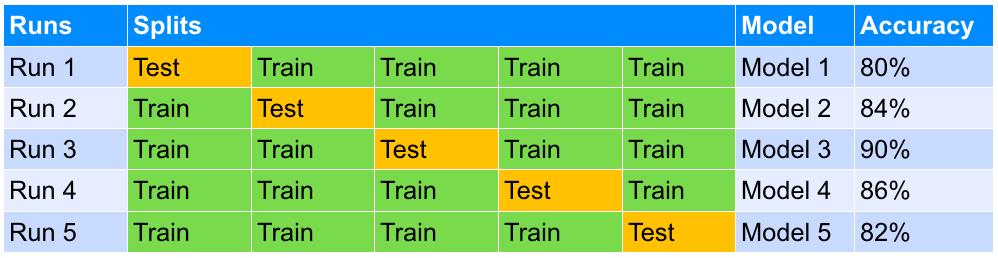 Runs Splits Model Accuracy
Run 1 Test Train Train Train Train Model 1 80%
Run 2 Train Test Train Train Train Model 2 84%
Run 3 Train Train Test Train Train Model 3 90%
Run 4 Train Train Train Test Train Model 4 86%
Run 5 Train Train Train Train Test Model 5 82%